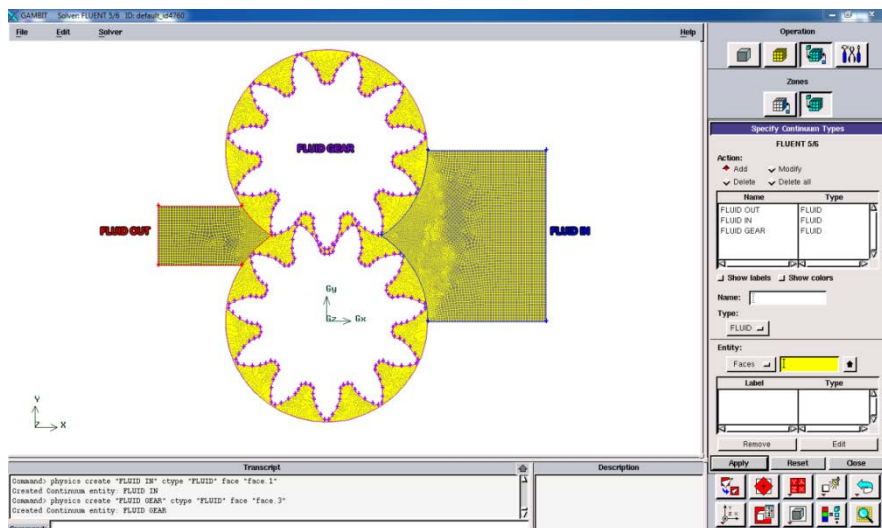 GAMBIT Solver: FLUENT 5/6 ID: default_id4760
File Edit Solver Help
FLUID GEAR
FLUID OUT
FLUID IN
Gy
Gz Gx
Y
Z X
Operation
Zones
Specify Continuum Types
FLUENT 5/6
Action:
Add Modify
Delete Delete all
Name Type
FLUID OUT FLUID
FLUID IN FLUID
FLUID GEAR FLUID
Show labels Show colors
Name:
Type:
FLUID
Entity:
Faces
Label Type
Remove Edit
Apply Reset Close
Transcript
Command> physics create "FLUID IN" ctype "FLUID" face "face.1"
Created Continuum entity: FLUID IN
Command> physics create "FLUID GEAR" ctype "FLUID" face "face.3"
Created Continuum entity: FLUID GEAR
Description